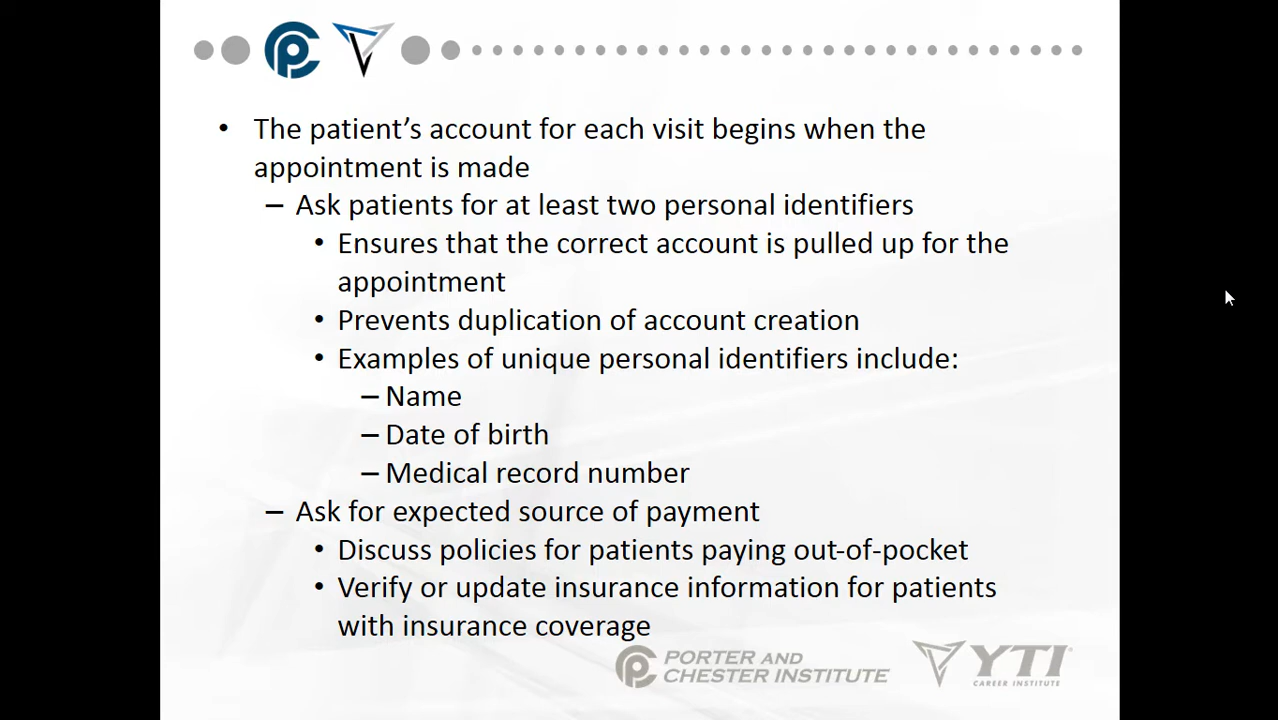 • The patient’s account for each visit begins when the
appointment is made
– Ask patients for at least two personal identifiers
• Ensures that the correct account is pulled up for the
appointment
• Prevents duplication of account creation
• Examples of unique personal identifiers include:
– Name
– Date of birth
– Medical record number
– Ask for expected source of payment
• Discuss policies for patients paying out-of-pocket
• Verify or update insurance information for patients
with insurance coverage
PORTER AND
CHESTER INSTITUTE
YTI®
CAREER INSTITUTE